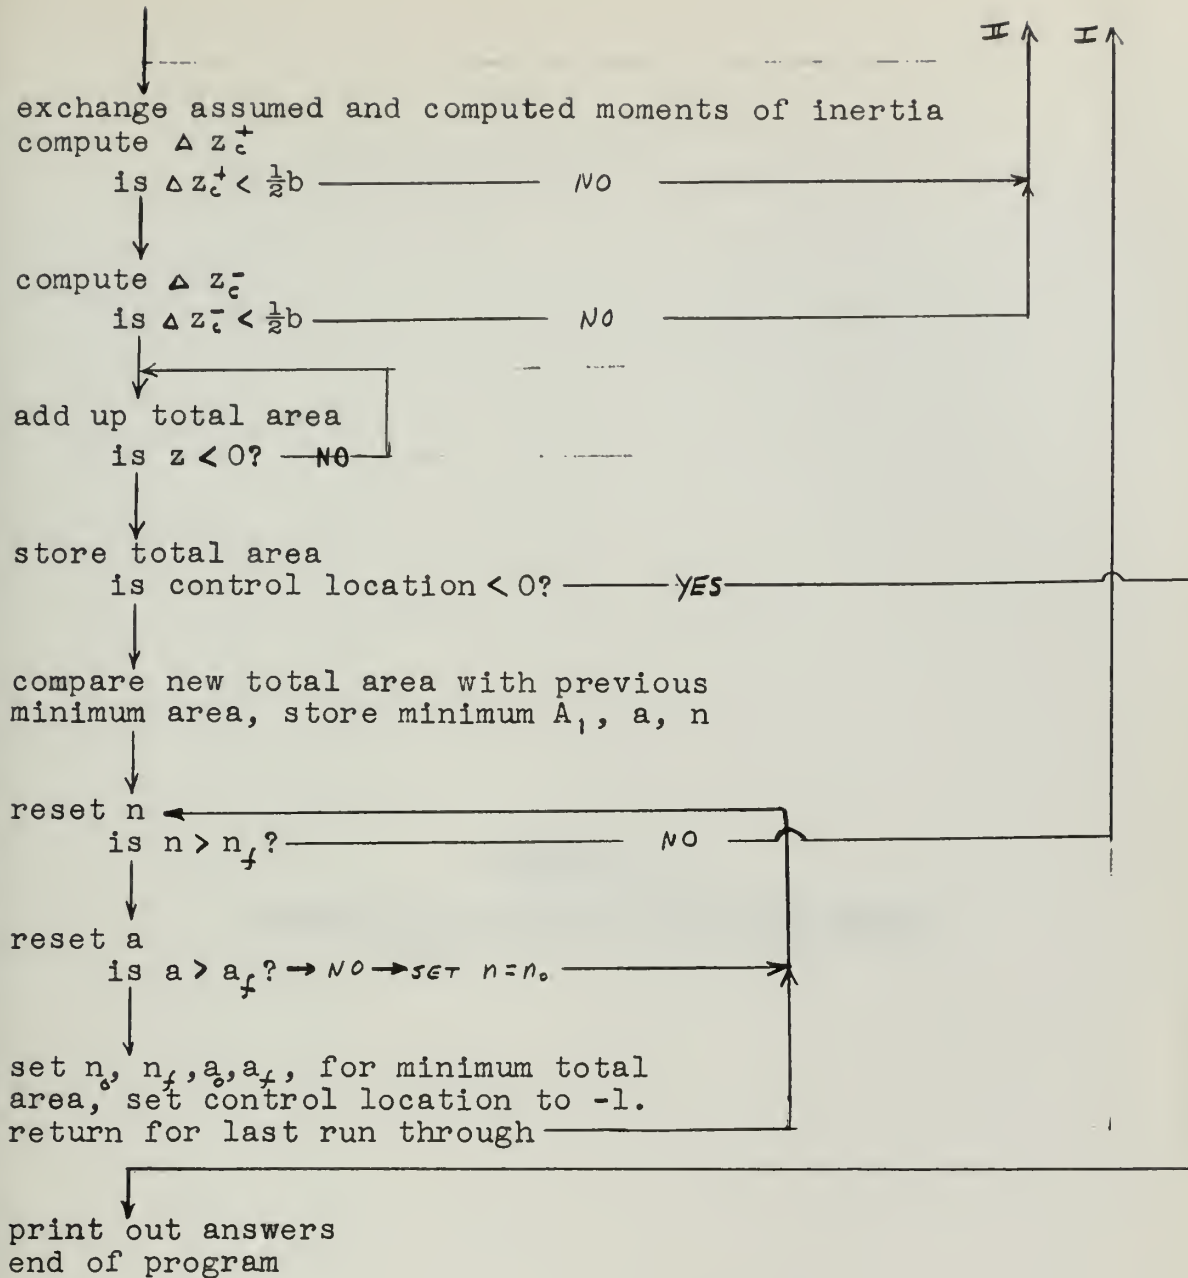 II I
exchange assumed and computed moments of inertia
compute Δ z_c^+
is Δ z_c^+ < ½b NO
compute Δ z_c^-
is Δ z_c^- < ½b NO
add up total area
is z < 0? NO
store total area
is control location < 0? YES
compare new total area with previous
minimum area, store minimum A₁, a, n
reset n
is n > n_f? NO
reset a
is a > a_f? → NO → SET n = n₀
set n₀, n_f, a₀, a_f, for minimum total
area, set control location to -1.
return for last run through
print out answers
end of program